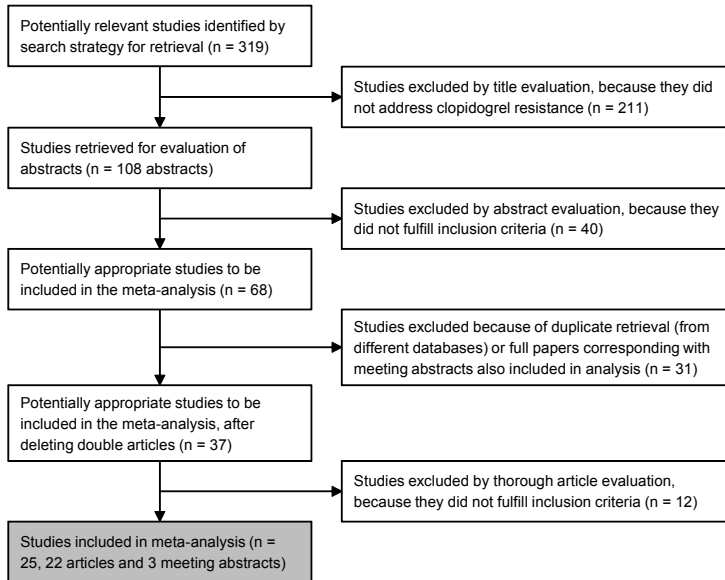 Potentially relevant studies identified by
search strategy for retrieval (n = 319)
Studies excluded by title evaluation, because they did
not address clopidogrel resistance (n = 211)
Studies retrieved for evaluation of
abstracts (n = 108 abstracts)
Studies excluded by abstract evaluation, because they
did not fulfill inclusion criteria (n = 40)
Potentially appropriate studies to be
included in the meta-analysis (n = 68)
Studies excluded because of duplicate retrieval (from
different databases) or full papers corresponding with
meeting abstracts also included in analysis (n = 31)
Potentially appropriate studies to be
included in the meta-analysis, after
deleting double articles (n = 37)
Studies excluded by thorough article evaluation,
because they did not fulfill inclusion criteria (n = 12)
Studies included in meta-analysis (n =
25, 22 articles and 3 meeting abstracts)